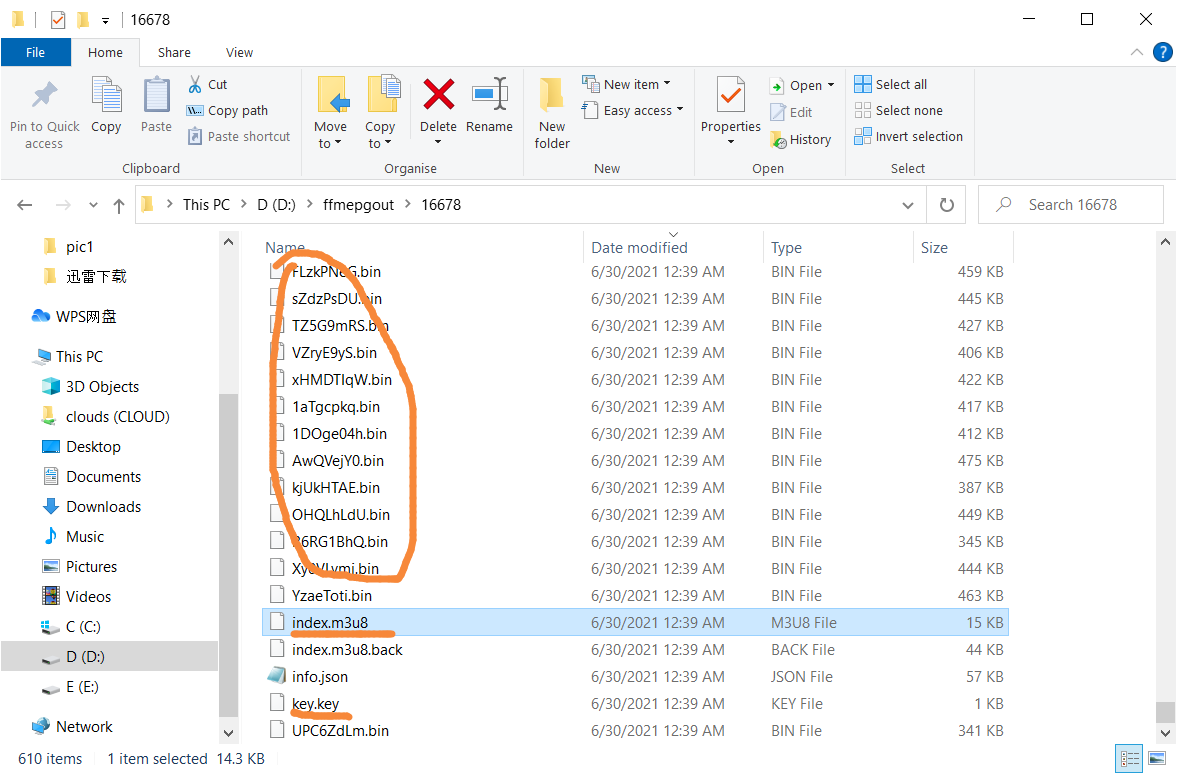 16678
File Home Share View
Pin to Quick access
Copy
Paste
Cut
Copy path
Paste shortcut
Clipboard
Move to
Copy to
Delete
Rename
Organise
New folder
New item
Easy access
New
Properties
Open
Edit
History
Open
Select all
Select none
Invert selection
Select
This PC D (D:) ffmepgout 16678
Search 16678
pic1
迅雷下载
WPS网盘
This PC
3D Objects
clouds (CLOUD)
Desktop
Documents
Downloads
Music
Pictures
Videos
C (C:)
D (D:)
E (E:)
Network
Name Date modified Type Size
6/30/2021 12:39 AM BIN File 459 KB
sZdzPsDU.bin 6/30/2021 12:39 AM BIN File 445 KB
TZ5G9mRS.bin 6/30/2021 12:39 AM BIN File 427 KB
VZryE9yS.bin 6/30/2021 12:39 AM BIN File 406 KB
xHMDTIqW.bin 6/30/2021 12:39 AM BIN File 422 KB
1aTgcpkq.bin 6/30/2021 12:39 AM BIN File 417 KB
1DOge04h.bin 6/30/2021 12:39 AM BIN File 412 KB
AwQVejY0.bin 6/30/2021 12:39 AM BIN File 475 KB
kjUkHTAE.bin 6/30/2021 12:39 AM BIN File 387 KB
OHQLhLdU.bin 6/30/2021 12:39 AM BIN File 449 KB
6/30/2021 12:39 AM BIN File 345 KB
6/30/2021 12:39 AM BIN File 444 KB
YzaeToti.bin 6/30/2021 12:39 AM BIN File 463 KB
index.m3u8 6/30/2021 12:39 AM M3U8 File 15 KB
index.m3u8.back 6/30/2021 12:39 AM BACK File 44 KB
info.json 6/30/2021 12:39 AM JSON File 57 KB
key.key 6/30/2021 12:39 AM KEY File 1 KB
UPC6ZdLm.bin 6/30/2021 12:39 AM BIN File 341 KB
610 items 1 item selected 14.3 KB